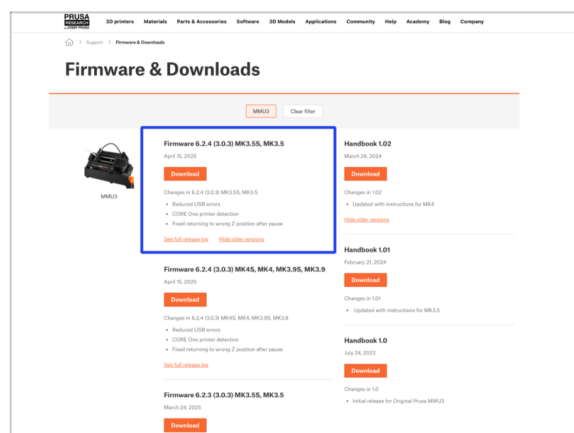 PRUSA
RESEARCH
by JOSEF PRUSA
3D printers
Materials
Parts & Accessories
Software
3D Models
Applications
Community
Help
Academy
Blog
Company
Support > Firmware & Downloads
Firmware & Downloads
MMU3
Clear filter
MMU3
Firmware 6.2.4 (3.0.3) MK3.5S, MK3.5
April 15, 2025
Download
Changes in 6.2.4 (3.0.3) MK3.5S, MK3.5
• Reduced USB errors
• CORE One printer detection
• Fixed returning to wrong Z position after pause
See full release log
Hide older versions
Firmware 6.2.4 (3.0.3) MK4S, MK4, MK3.9S, MK3.9
April 15, 2025
Download
Changes in 6.2.4 (3.0.3) MK4S, MK4, MK3.9S, MK3.9
• Reduced USB errors
• CORE One printer detection
• Fixed returning to wrong Z position after pause
See full release log
Firmware 6.2.3 (3.0.3) MK3.5S, MK3.5
March 24, 2025
Download
Handbook 1.02
March 26, 2024
Download
Changes in 1.02
• Updated with instructions for MK4
Hide older versions
Handbook 1.01
February 21, 2024
Download
Changes in 1.01
• Updated with instructions for MK3.5
Handbook 1.0
July 24, 2023
Download
Changes in 1.0
• Initial release for Original Prusa MMU3